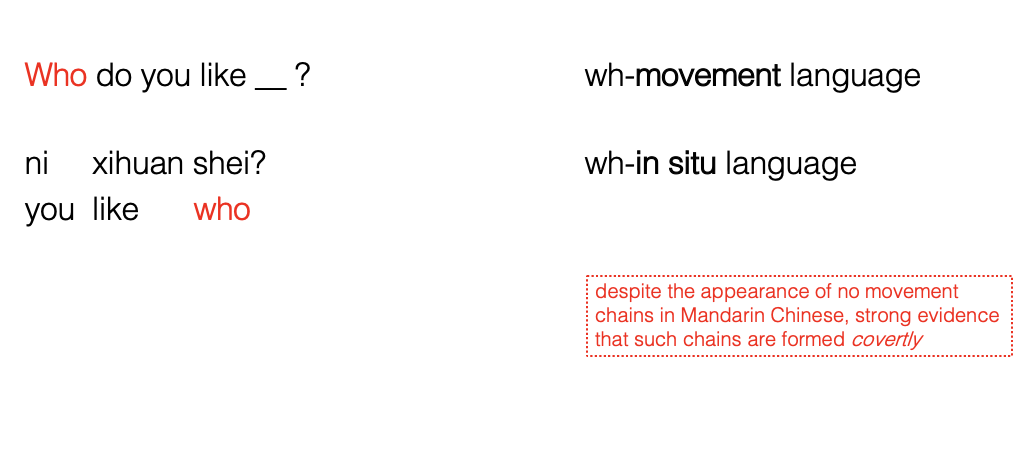 Who do you like __ ?
wh-movement language
ni xihuan shei?
wh-in situ language
you like who
despite the appearance of no movement
chains in Mandarin Chinese, strong evidence
that such chains are formed covertly